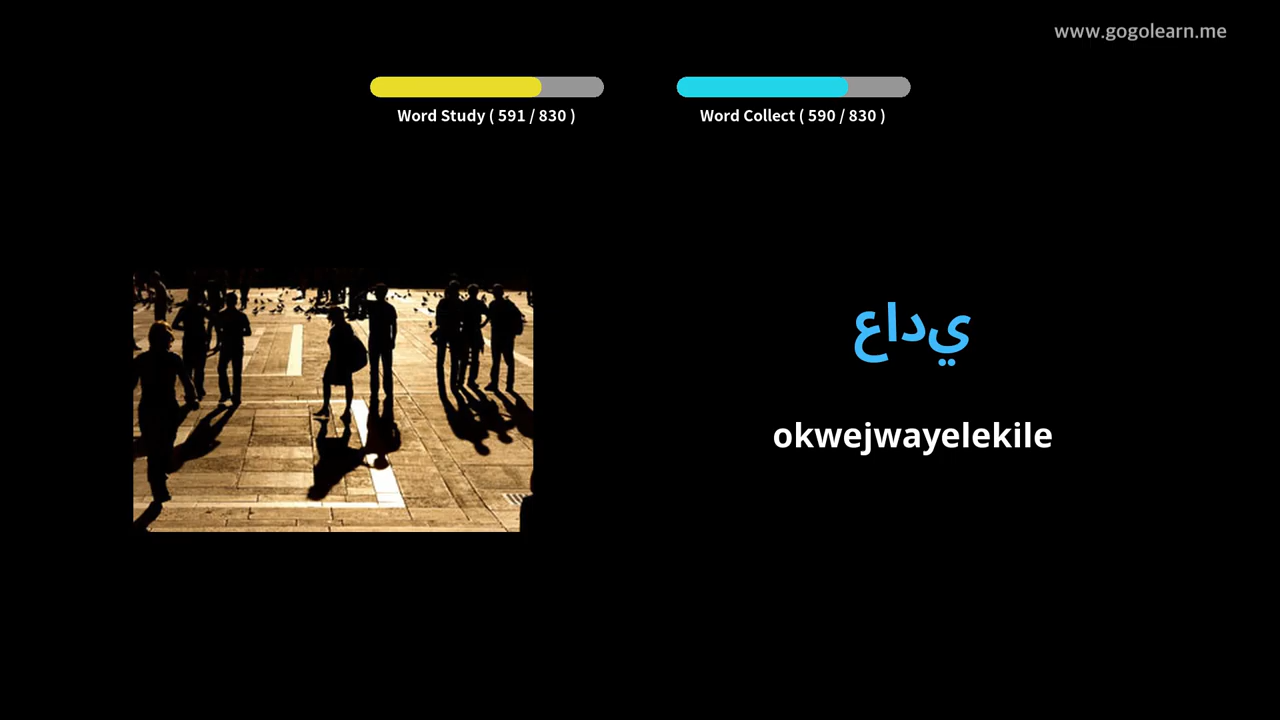 www.gogolearn.me
Word Study ( 591 / 830 )
Word Collect ( 590 / 830 )
عادي
okwejwayelekile